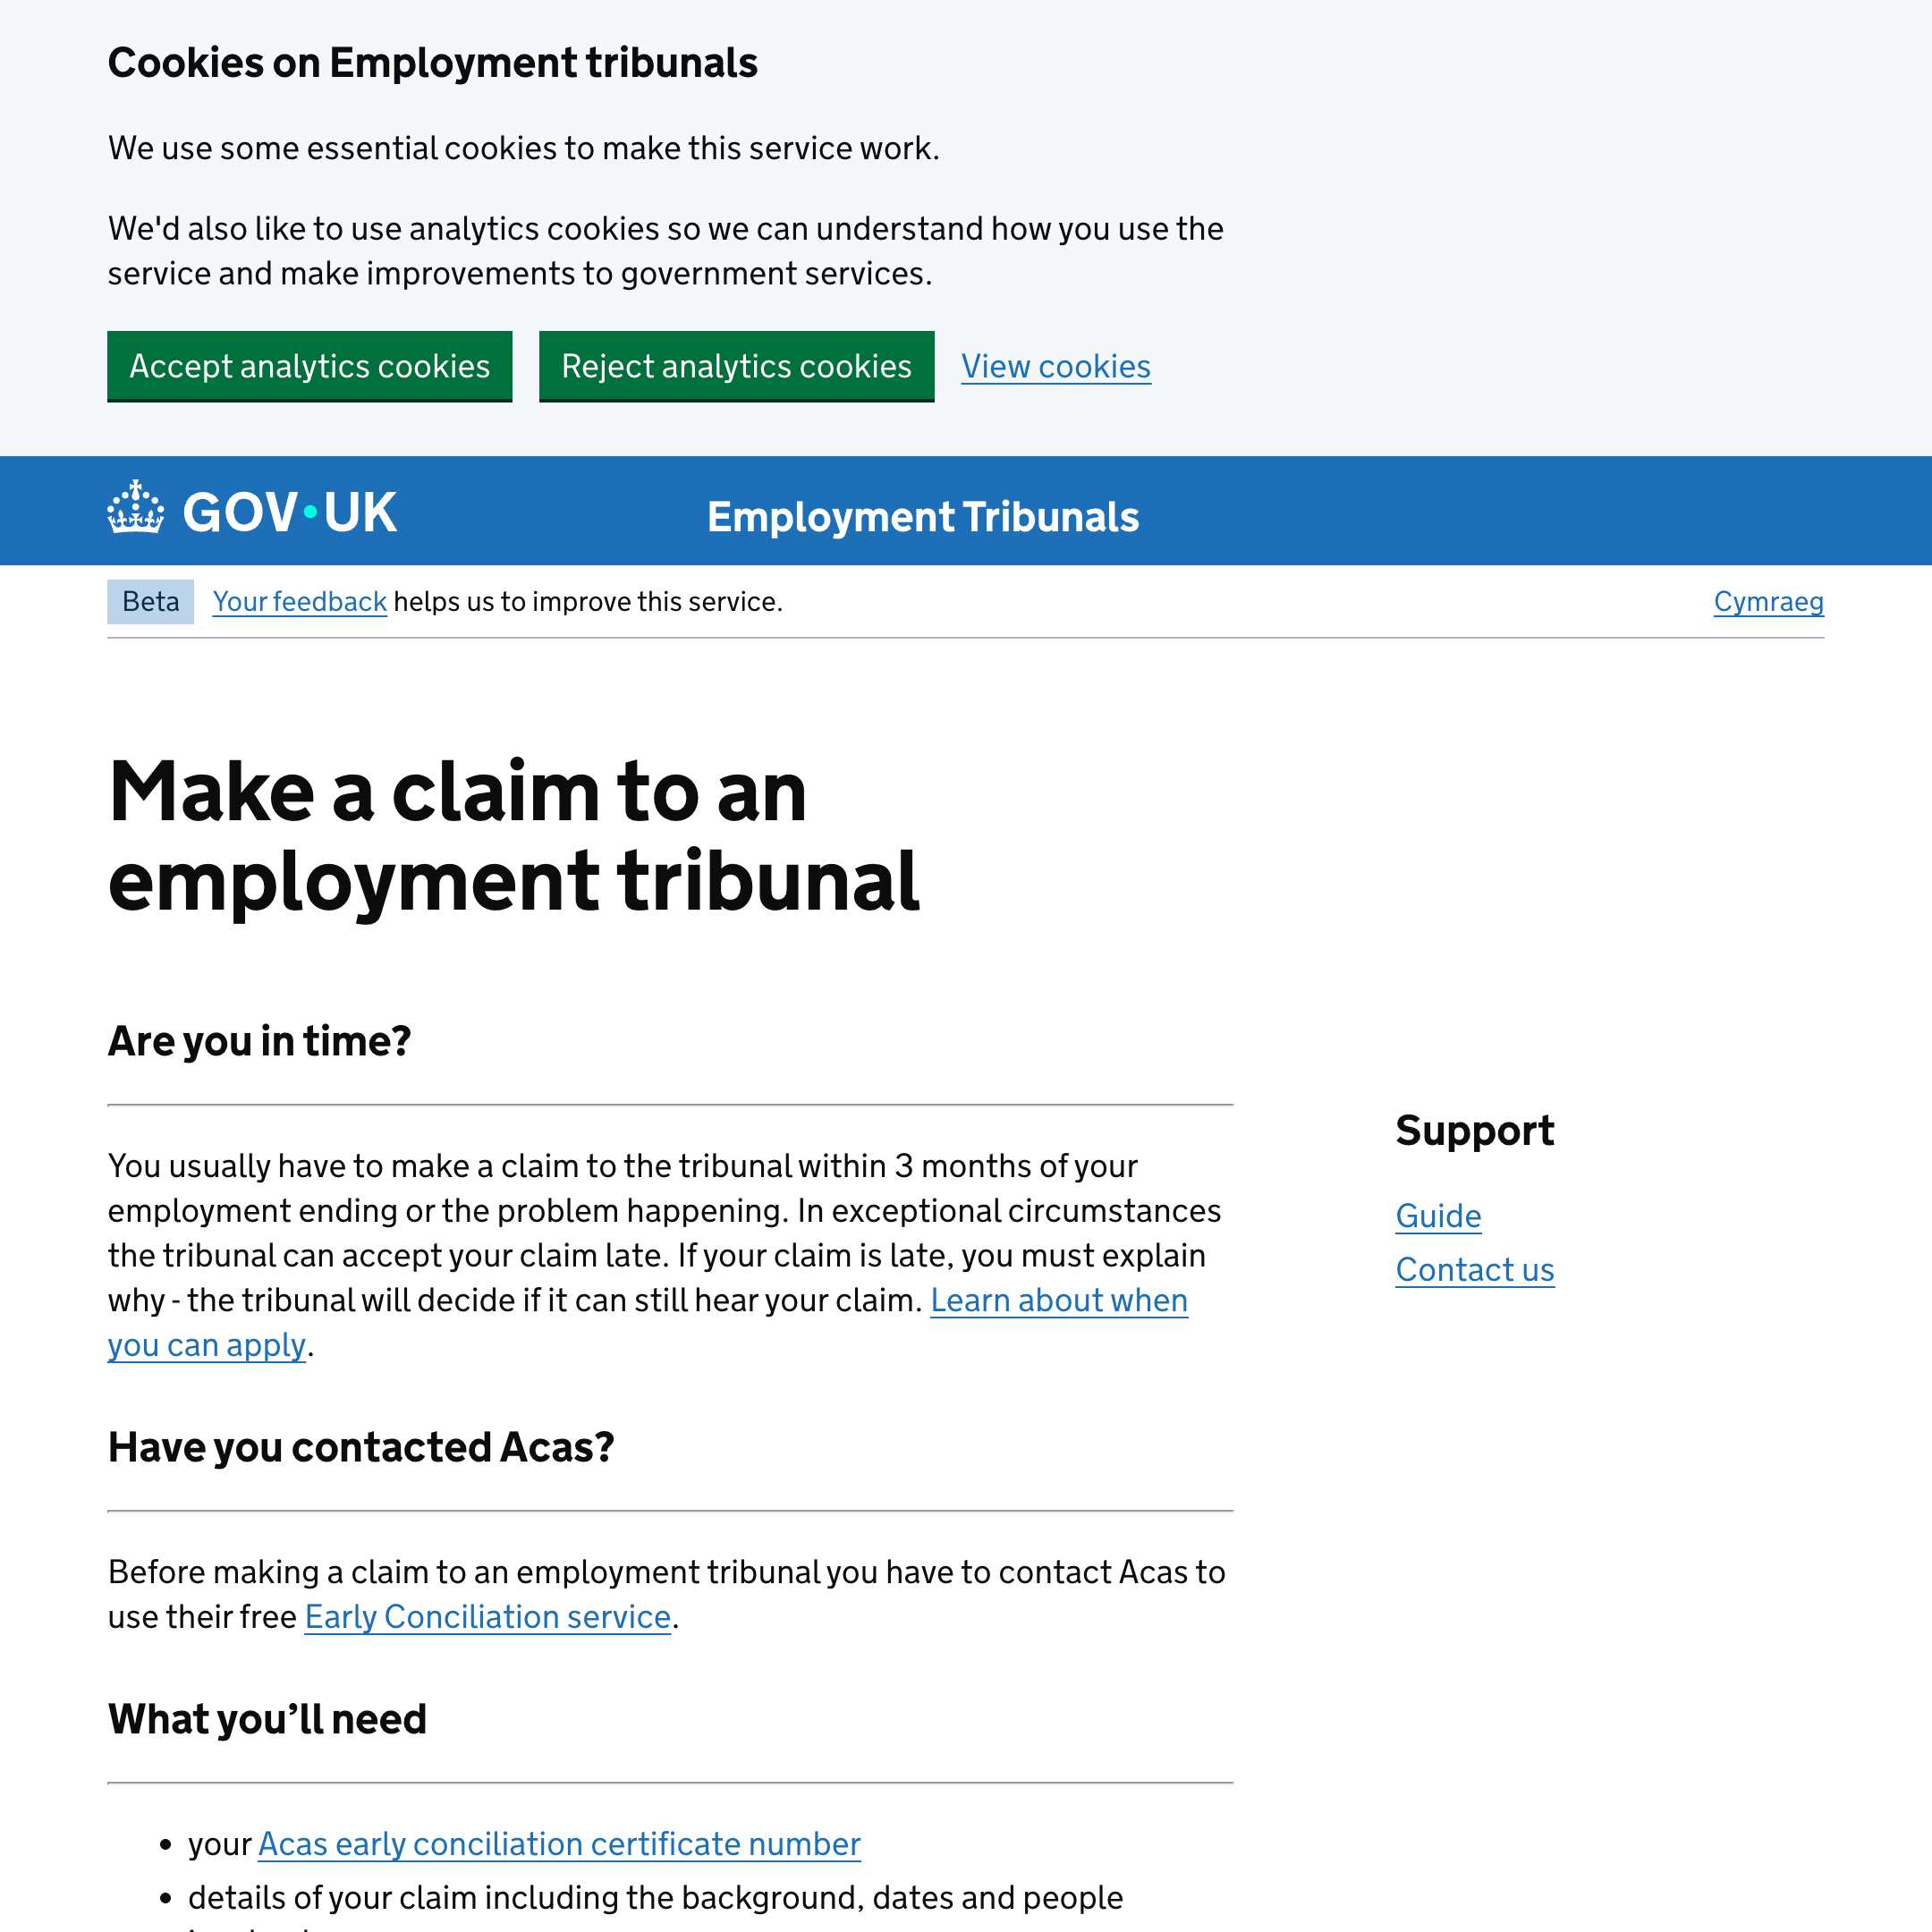 Cookies on Employment tribunals
We use some essential cookies to make this service work.
We'd also like to use analytics cookies so we can understand how you use the
service and make improvements to government services.
Accept analytics cookies
Reject analytics cookies
View cookies
GOV·UK
Employment Tribunals
Beta
Your feedback helps us to improve this service.
Cymraeg
Make a claim to an
employment tribunal
Are you in time?
You usually have to make a claim to the tribunal within 3 months of your
employment ending or the problem happening. In exceptional circumstances
the tribunal can accept your claim late. If your claim is late, you must explain
why - the tribunal will decide if it can still hear your claim. Learn about when
you can apply.
Have you contacted Acas?
Before making a claim to an employment tribunal you have to contact Acas to
use their free Early Conciliation service.
What you’ll need
• your Acas early conciliation certificate number
• details of your claim including the background, dates and people
Support
Guide
Contact us